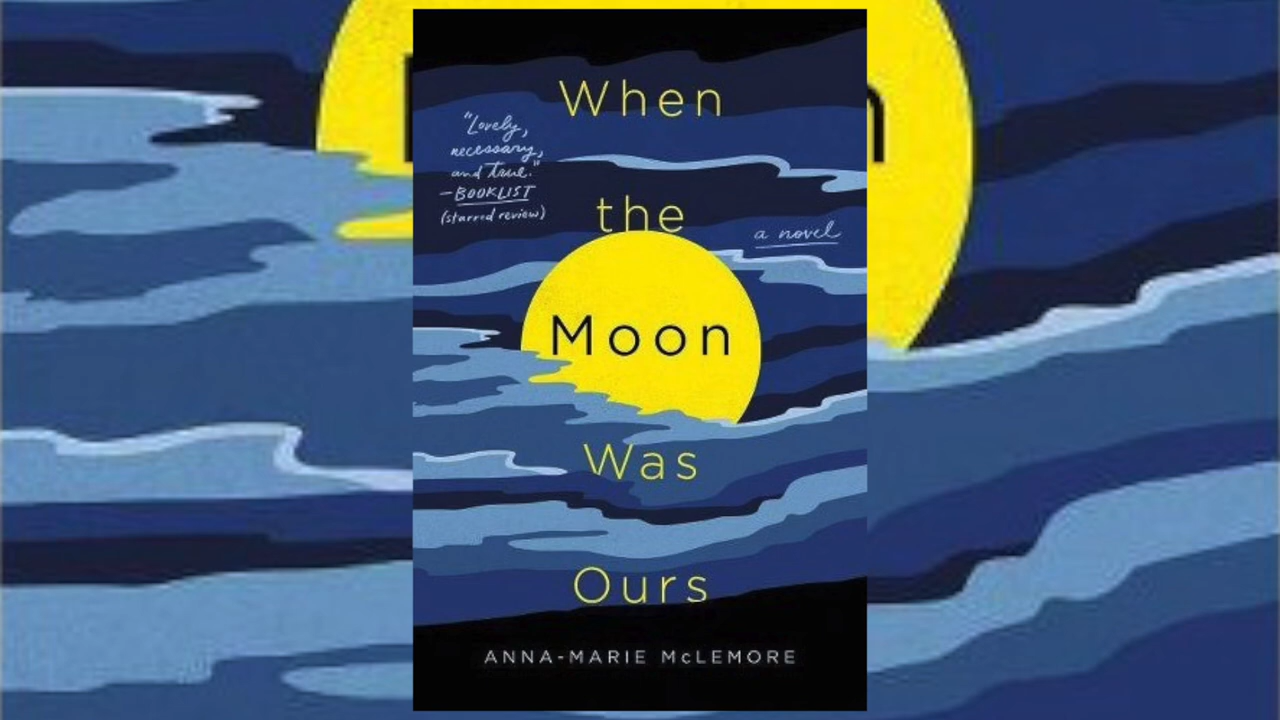 When
"Lovely,
necessary,
and true."
—BOOKLIST
(starred review)
the
a novel
Moon
Was
Ours
ANNA-MARIE McLEMORE